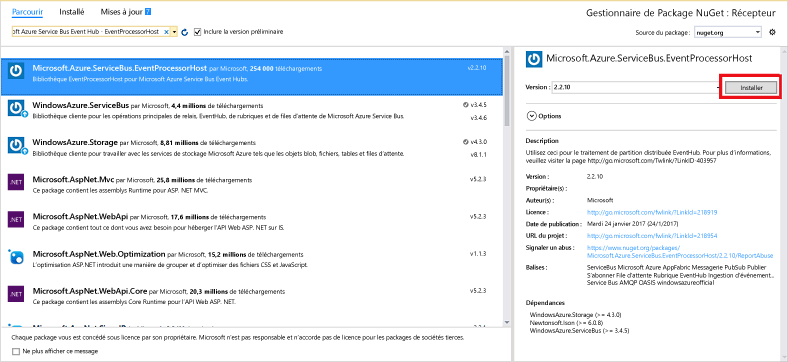 Parcourir Installé Mises à jour 7
Gestionnaire de Package NuGet : Récepteur
oft Azure Service Bus Event Hub - EventProcessorHost
Inclure la version préliminaire
Source du package : nuget.org
Microsoft.Azure.ServiceBus.EventProcessorHost par Microsoft, 254 000 téléchargements v2.2.10
Bibliothèque EventProcessorHost pour Microsoft Azure Service Bus Event Hubs.
WindowsAzure.ServiceBus par Microsoft, 4,4 millions de téléchargements v3.4.5
Bibliothèque cliente pour les opérations principales de relais, EventHub, de rubriques et de files d'attente de Microsoft Azure Service Bus. v3.4.6
WindowsAzure.Storage par Microsoft, 8,81 millions de téléchargements v4.3.0
Bibliothèque cliente pour travailler avec les services de stockage Microsoft Azure tels que les objets blob, fichiers, tables et files d'attente. v8.1.1
.NET
Microsoft.AspNet.Mvc par Microsoft, 25,8 millions de téléchargements v5.2.3
Ce package contient les assemblys Runtime pour ASP. NET MVC.
.NET
Microsoft.AspNet.WebApi par Microsoft, 17,6 millions de téléchargements v5.2.3
Ce package contient tout ce dont vous avez besoin pour héberger l'API Web ASP. NET sur IS.
Microsoft.AspNet.Web.Optimization par Microsoft, 15,2 millions de téléchargements v1.1.3
L'optimisation ASP.NET introduit une manière de grouper et d'optimiser des fichiers CSS et JavaScript.
.NET
Microsoft.AspNet.WebApi.Core par Microsoft, 20,3 millions de téléchargements v5.2.3
Ce package contient les assemblys Core Runtime pour l'API Web ASP. NET.
Chaque package vous est concédé sous licence par son propriétaire. Microsoft n'est pas responsable et n'accorde pas de licence pour les packages de sociétés tierces.
Ne plus afficher ce message
Microsoft.Azure.ServiceBus.EventProcessorHost
Version : 2.2.10 Installer
Options
Description
Utilisez ceci pour le traitement de partition distribuée EventHub. Pour plus d'informations,
veuillez visiter la page http://go.microsoft.com/Twlink/?LinkID-403957
Version : 2.2.10
Propriétaire(s) :
Auteur(s) : Microsoft
Licence : http://go.microsoft.com/fwlink/?LinkId=218919
Date de publication : Mardi 24 janvier 2017 (24/1/2017)
URL du projet : http://go.microsoft.com/fwlink/?LinkId=218954
Signaler un abus : https://www.nuget.org/packages/
Microsoft.Azure.ServiceBus.EventProcessorHost/2.2.10/ReportAbuse
Balises : ServiceBus Microsoft Azure AppFabric Messagerie PubSub Publier
S'abonner File d'attente Rubrique EventHub Ingestion d'événement...
Service Bus AMQP OASIS windowsazureofficial
Dépendances
WindowsAzure.Storage (>= 4.3.0)
Newtonsoft.Json (>= 6.0.8)
WindowsAzure.ServiceBus (>= 3.4.5)